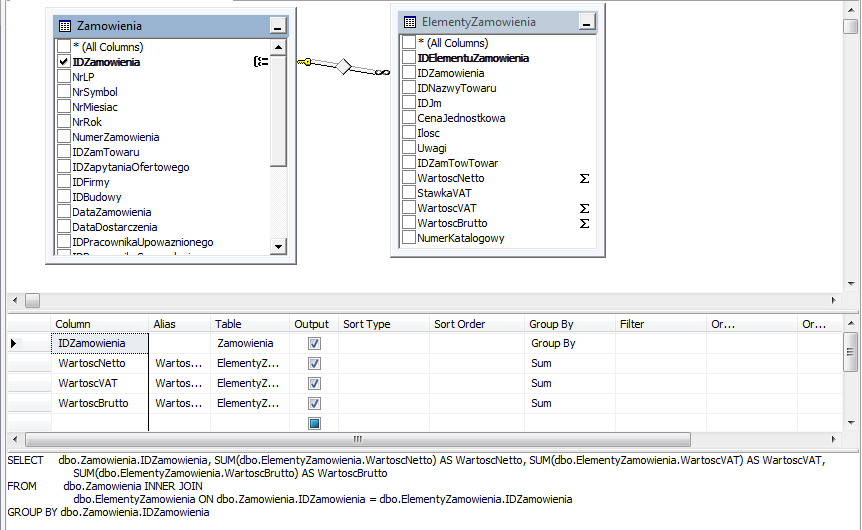 Zamowienia
* (All Columns)
IDZamowienia
NrLP
NrSymbol
NrMiesiac
NrRok
NumerZamowienia
IDZamTowaru
IDZapytaniaOfertowego
IDFirmy
IDBudowy
DataZamowienia
DataDostarczenia
IDPracownikaUpowaznionego
ElementyZamowienia
* (All Columns)
IDElementuZamowienia
IDZamowienia
IDNazwyTowaru
IDJm
CenaJednostkowa
Ilosc
Uwagi
IDZamTowTowar
WartoscNetto Σ
StawkaVAT
WartoscVAT Σ
WartoscBrutto Σ
NumerKatalogowy
Column Alias Table Output Sort Type Sort Order Group By Filter Or... Or...
IDZamowienia Zamowienia Group By
WartoscNetto Wartos... ElementyZ... Sum
WartoscVAT Wartos... ElementyZ... Sum
WartoscBrutto Wartos... ElementyZ... Sum
SELECT dbo.Zamowienia.IDZamowienia, SUM(dbo.ElementyZamowienia.WartoscNetto) AS WartoscNetto, SUM(dbo.ElementyZamowienia.WartoscVAT) AS WartoscVAT,
SUM(dbo.ElementyZamowienia.WartoscBrutto) AS WartoscBrutto
FROM dbo.Zamowienia INNER JOIN
dbo.ElementyZamowienia ON dbo.Zamowienia.IDZamowienia = dbo.ElementyZamowienia.IDZamowienia
GROUP BY dbo.Zamowienia.IDZamowienia